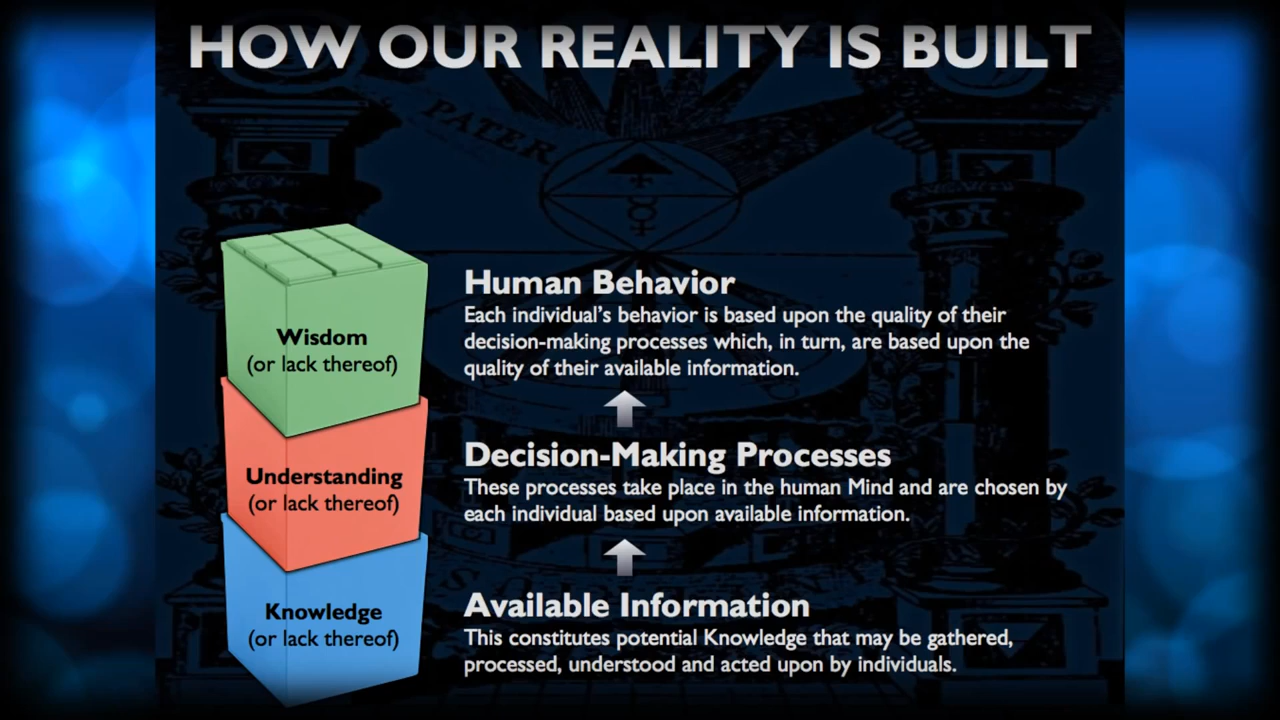 HOW OUR REALITY IS BUILT
PATER
Wisdom
(or lack thereof)
Human Behavior
Each individual's behavior is based upon the quality of their
decision-making processes which, in turn, are based upon the
quality of their available information.
Understanding
(or lack thereof)
Decision-Making Processes
These processes take place in the human Mind and are chosen by
each individual based upon available information.
Knowledge
(or lack thereof)
Available Information
This constitutes potential Knowledge that may be gathered,
processed, understood and acted upon by individuals.